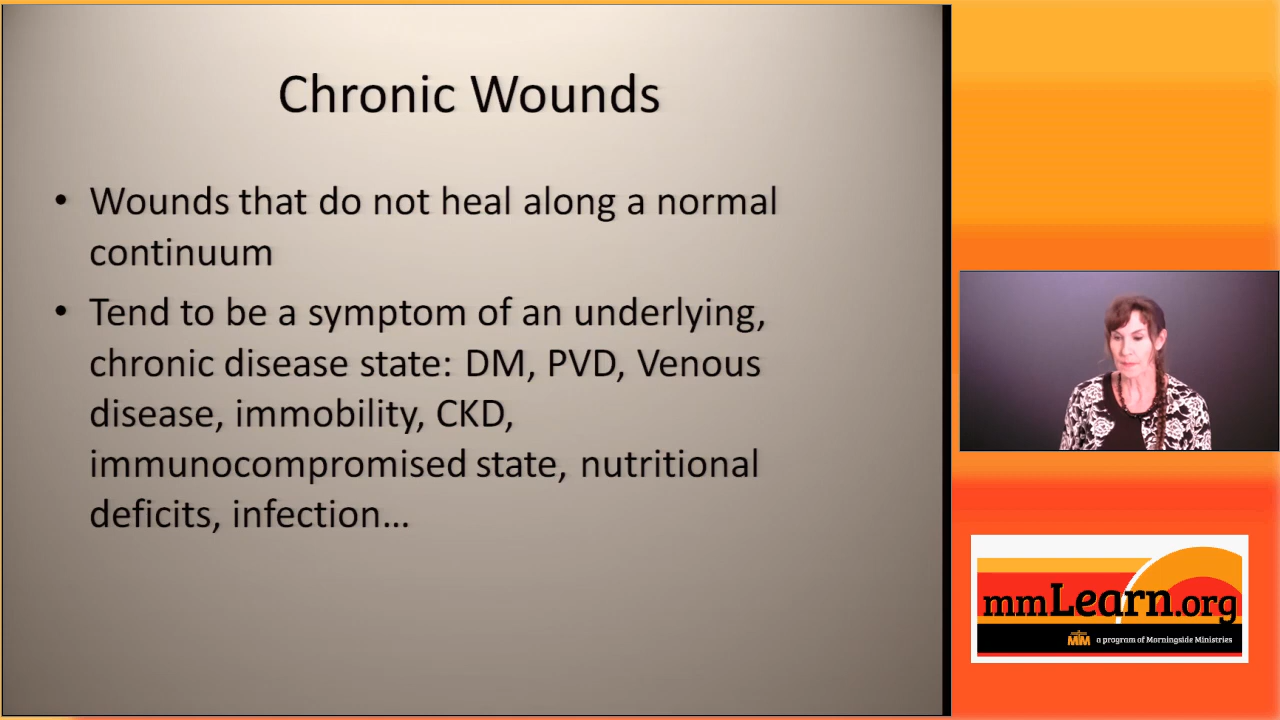 Chronic Wounds
• Wounds that do not heal along a normal
continuum
• Tend to be a symptom of an underlying,
chronic disease state: DM, PVD, Venous
disease, immobility, CKD,
immunocompromised state, nutritional
deficits, infection…
mmLearn.org
MM a program of Morningside Ministries